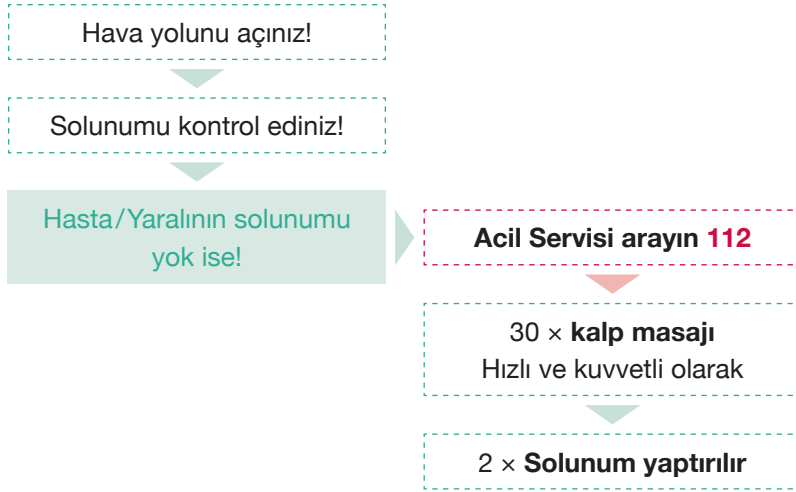 Hava yolunu açınız!
Solunumu kontrol ediniz!
Hasta/Yaralının solunumu
yok ise!
Acil Servisi arayın 112
30 × kalp masajı
Hızlı ve kuvvetli olarak
2 × Solunum yaptırılır